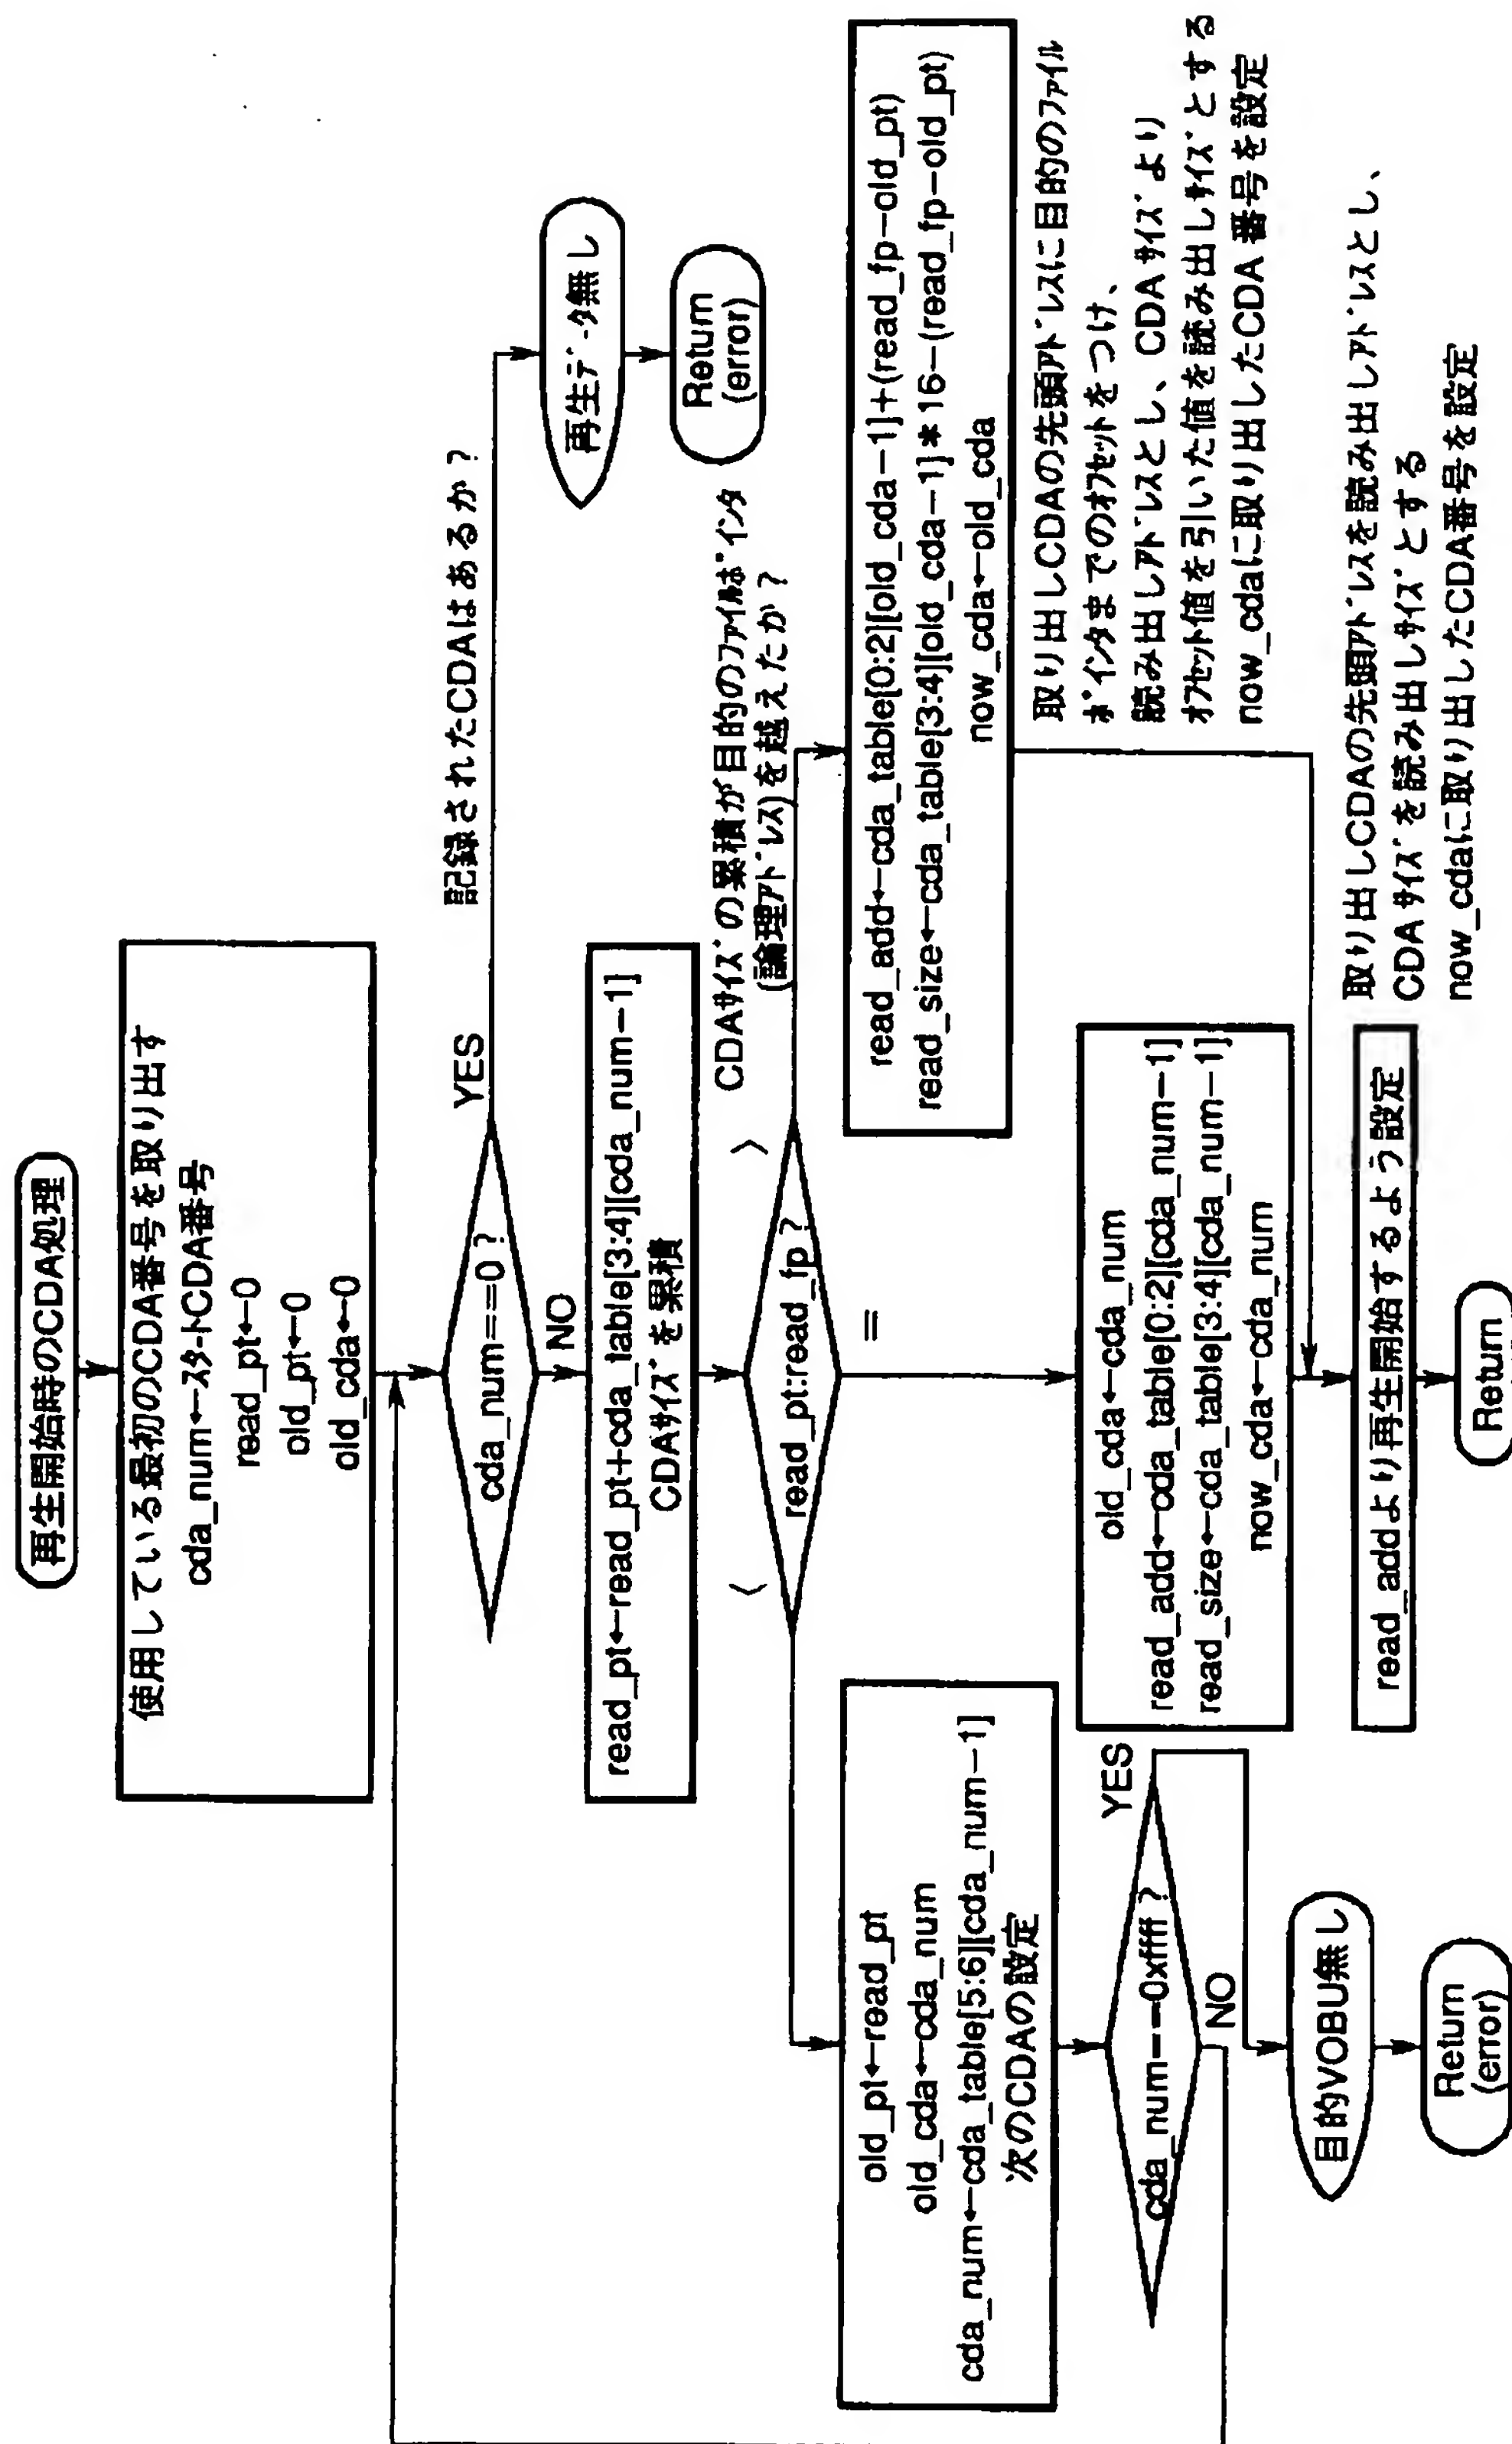 再生開始時のCDA処理
使用している最初のCDA番号を取り出す
cda_num←スタートCDA番号
read_pt←0
old_pt←0
old_cda←0
cda_num==0 ?
YES
NO
記録されたCDAはあるか?
再生データ無し
Return
(error)
read_pt←read_pt+cda_table[3:4][cda_num−1]
CDAサイズを累積
CDAサイズの累積が目的のファイルポインタ
(論理アドレス)を越えたか?
read_pt:read_fp ?
<
>
=
read_add←cda_table[0:2][old_cda−1]+(read_fp−old_pt)
read_size←cda_table[3:4][old_cda−1]*16−(read_fp−old_pt)
now_cda←old_cda
取り出しCDAの先頭アドレスに目的のファイル
ポインタまでのオフセットをつけ、
読み出しアドレスとし、CDAサイズより
オフセット値を引いた値を読み出しサイズとする
now_cdaに取り出したCDA番号を設定
old_cda←cda_num
read_add←cda_table[0:2][cda_num−1]
read_size←cda_table[3:4][cda_num−1]
now_cda←cda_num
取り出しCDAの先頭アドレスを読み出しアドレスとし、
CDAサイズを読み出しサイズとする
now_cdaに取り出したCDA番号を設定
read_addより再生開始するよう設定
Return
old_pt←read_pt
old_cda←cda_num
cda_num←cda_table[5:6][cda_num−1]
次のCDAの設定
cda_num==0xffff ?
YES
NO
目的VOBU無し
Return
(error)